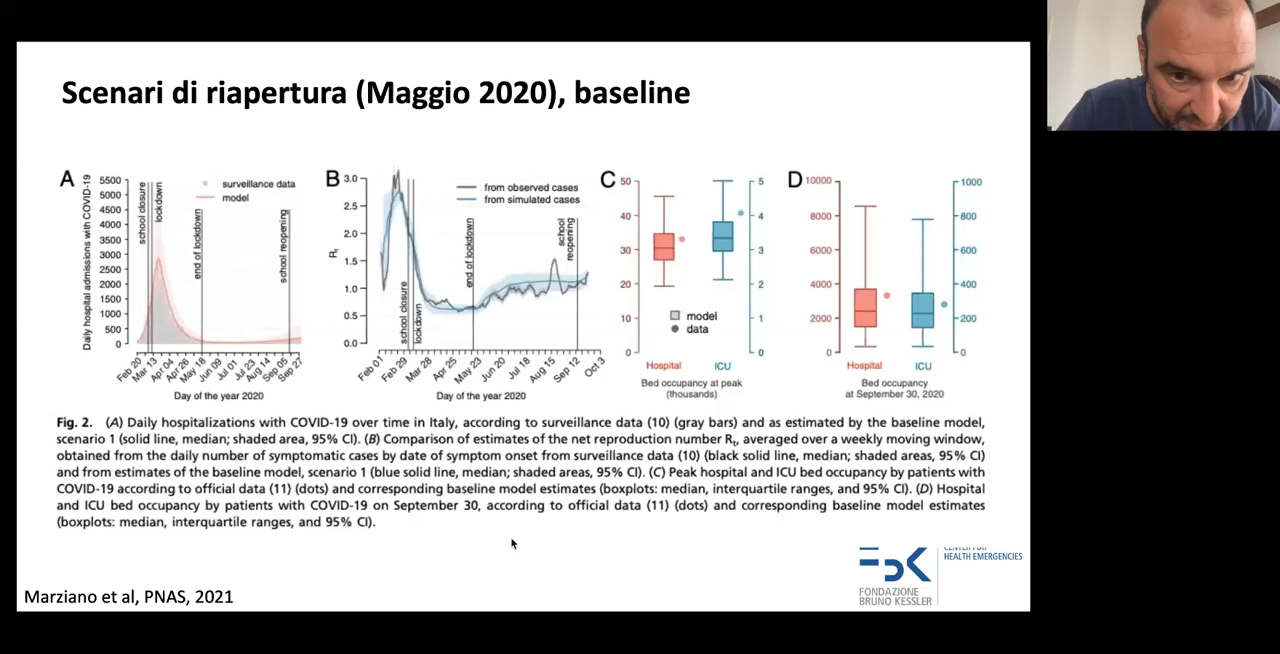 Scenari di riapertura (Maggio 2020), baseline
A
Daily hospital admissions with COVID-19
5500
5000
4500
4000
3500
3000
2500
2000
1500
1000
500
0
school closure
lockdown
end of lockdown
school reopening
surveillance data
model
Feb 20
Mar 13
Apr 04
Apr 26
May 18
Jun 09
Jul 01
Jul 23
Aug 14
Sep 05
Sep 27
Day of the year 2020
B
Rt
3.0
2.5
2.0
1.5
1.0
0.5
0.0
from observed cases
from simulated cases
school closure
lockdown
end of lockdown
school reopening
Feb 01
Feb 29
Mar 28
Apr 25
May 23
Jun 20
Jul 18
Aug 15
Sep 12
Oct 3
Day of the year 2020
C
50
40
30
20
10
0
5
4
3
2
1
0
model
data
Hospital
ICU
Bed occupancy at peak
(thousands)
D
10000
8000
6000
4000
2000
0
1000
800
600
400
200
0
Hospital
ICU
Bed occupancy
at September 30, 2020
Fig. 2. (A) Daily hospitalizations with COVID-19 over time in Italy, according to surveillance data (10) (gray bars) and as estimated by the baseline model,
scenario 1 (solid line, median; shaded area, 95% CI). (B) Comparison of estimates of the net reproduction number Rt, averaged over a weekly moving window,
obtained from the daily number of symptomatic cases by date of symptom onset from surveillance data (10) (black solid line, median; shaded areas, 95% CI)
and from estimates of the baseline model, scenario 1 (blue solid line, median; shaded areas, 95% CI). (C) Peak hospital and ICU bed occupancy by patients with
COVID-19 according to official data (11) (dots) and corresponding baseline model estimates (boxplots: median, interquartile ranges, and 95% CI). (D) Hospital
and ICU bed occupancy by patients with COVID-19 on September 30, according to official data (11) (dots) and corresponding baseline model estimates
(boxplots: median, interquartile ranges, and 95% CI).
Marziano et al, PNAS, 2021
FBK
FONDAZIONE
BRUNO KESSLER
CENTER FOR
HEALTH EMERGENCIES